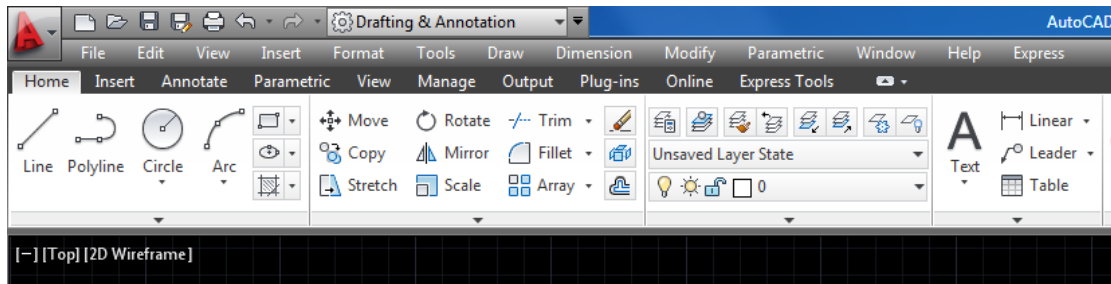 Drafting & Annotation AutoCAD
File Edit View Insert Format Tools Draw Dimension Modify Parametric Window Help Express
Home Insert Annotate Parametric View Manage Output Plug-ins Online Express Tools
Line Polyline Circle Arc
Move Rotate Trim
Copy Mirror Fillet
Stretch Scale Array
Unsaved Layer State
0
Text
Linear
Leader
Table
[−] [Top] [2D Wireframe]